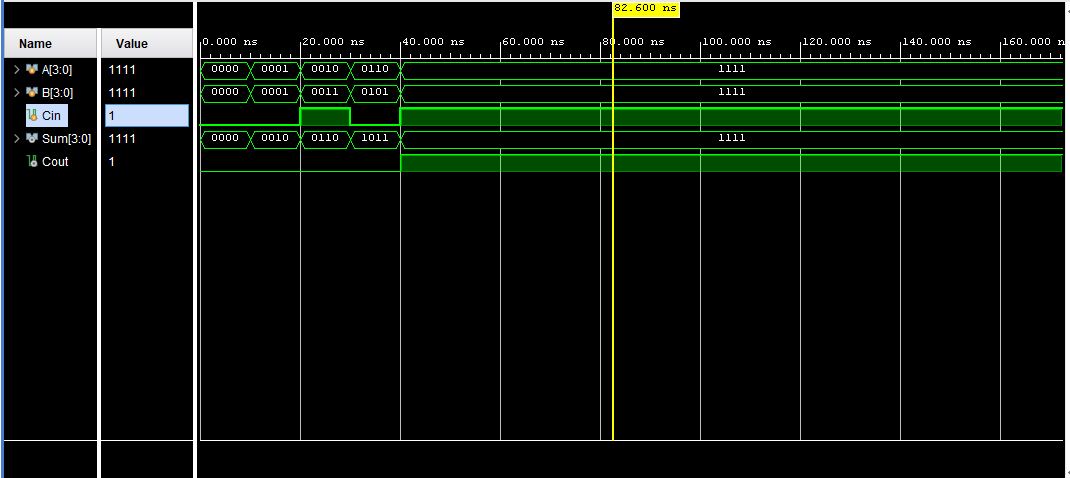 82.600 ns
Name Value
0.000 ns 20.000 ns 40.000 ns 60.000 ns 80.000 ns 100.000 ns 120.000 ns 140.000 ns 160.000 n
A[3:0] 1111 0000 0001 0010 0110 1111
B[3:0] 1111 0000 0001 0011 0101 1111
Cin 1
Sum[3:0] 1111 0000 0010 0110 1011 1111
Cout 1